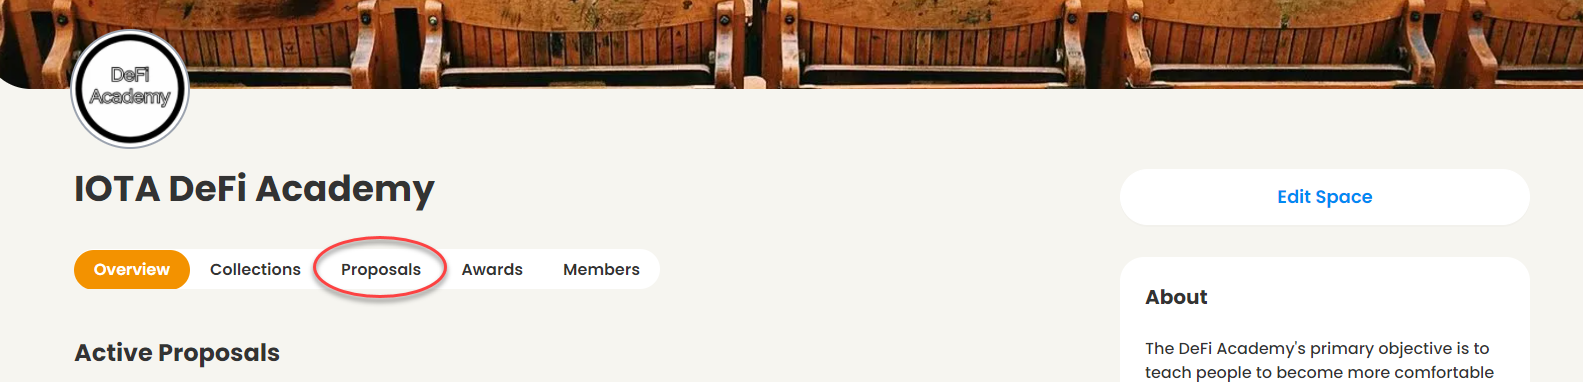 DeFi
Academy
IOTA DeFi Academy
Edit Space
Overview Collections Proposals Awards Members
About
Active Proposals
The DeFi Academy's primary objective is to
teach people to become more comfortable